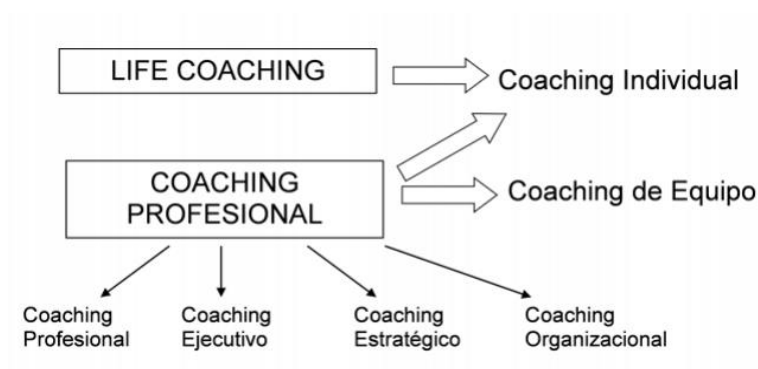 LIFE COACHING
Coaching Individual
COACHING
PROFESIONAL
Coaching de Equipo
Coaching
Profesional
Coaching
Ejecutivo
Coaching
Estratégico
Coaching
Organizacional